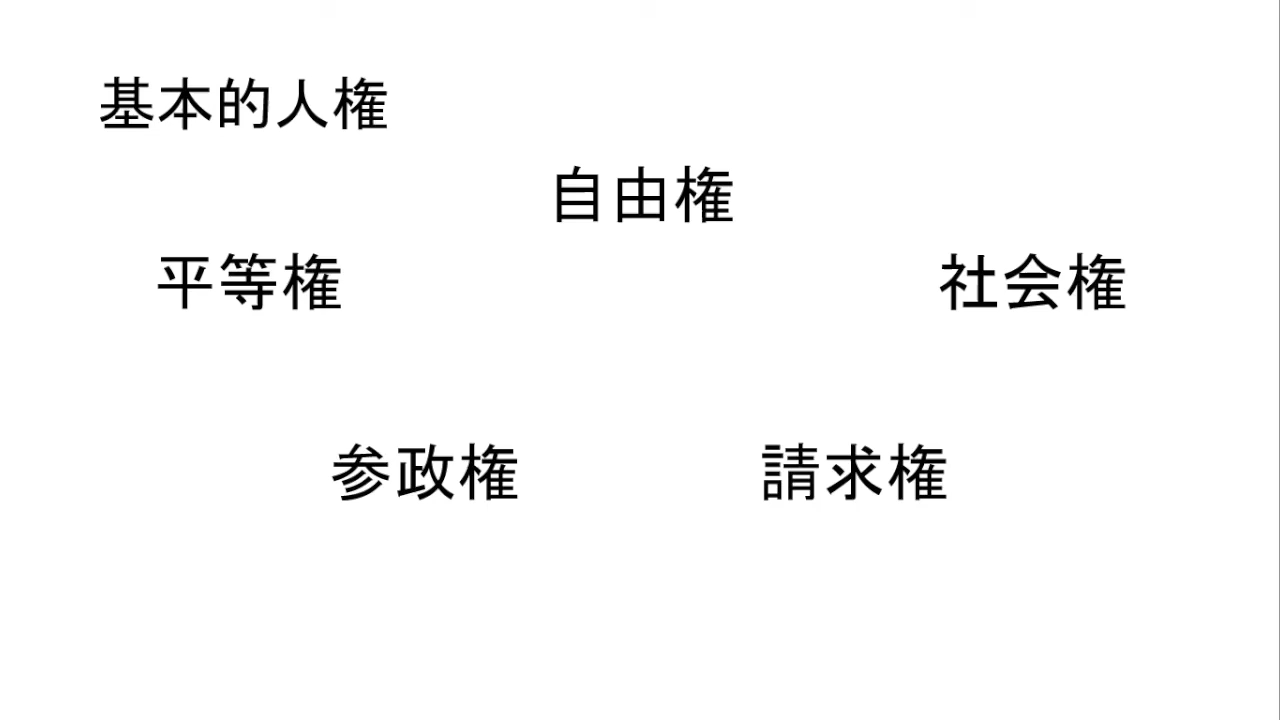 基本的人権
自由権
平等権
社会権
参政権
請求権